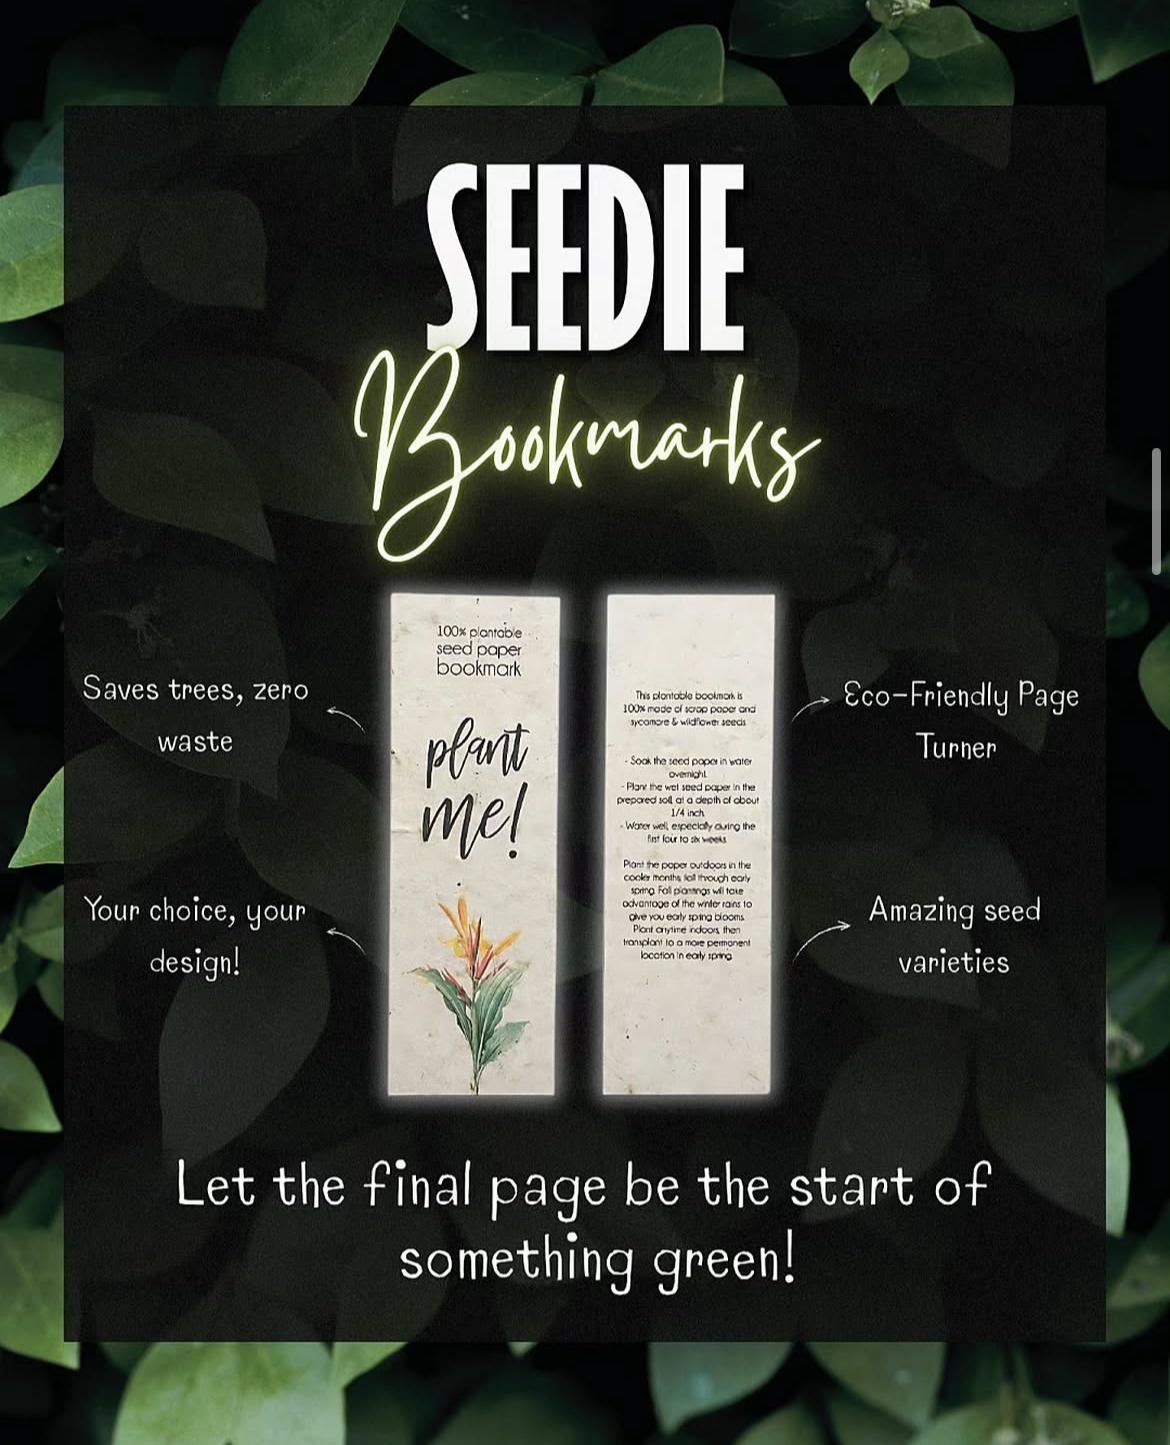 SEEDIE
Bookmarks
100% plantable
seed paper
bookmark
plant
me!
This plantable bookmark is
100% made of scrap paper and
sycamore & wildflower seeds.
- Soak the seed paper in water
overnight.
- Plant the wet seed paper in the
prepared soil, at a depth of about
1/4 inch.
- Water well, especially during the
first four to six weeks.
Plant the paper outdoors in the
cooler months, fall through early
spring. Fall plantings will take
advantage of the winter rains to
give you early spring blooms.
Plant anytime indoors, then
transplant to a more permanent
location in early spring.
Saves trees, zero
waste
Eco-Friendly Page
Turner
Your choice, your
design!
Amazing seed
varieties
Let the final page be the start of
something green!